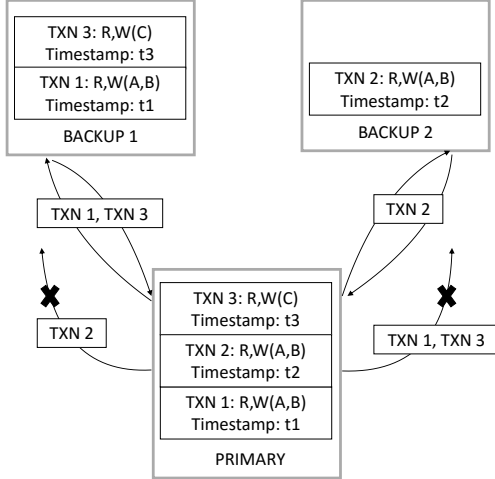 TXN 3: R,W(C)
Timestamp: t3
TXN 1: R,W(A,B)
Timestamp: t1
BACKUP 1
TXN 2: R,W(A,B)
Timestamp: t2
BACKUP 2
TXN 1, TXN 3
TXN 2
TXN 2
TXN 1, TXN 3
TXN 3: R,W(C)
Timestamp: t3
TXN 2: R,W(A,B)
Timestamp: t2
TXN 1: R,W(A,B)
Timestamp: t1
PRIMARY